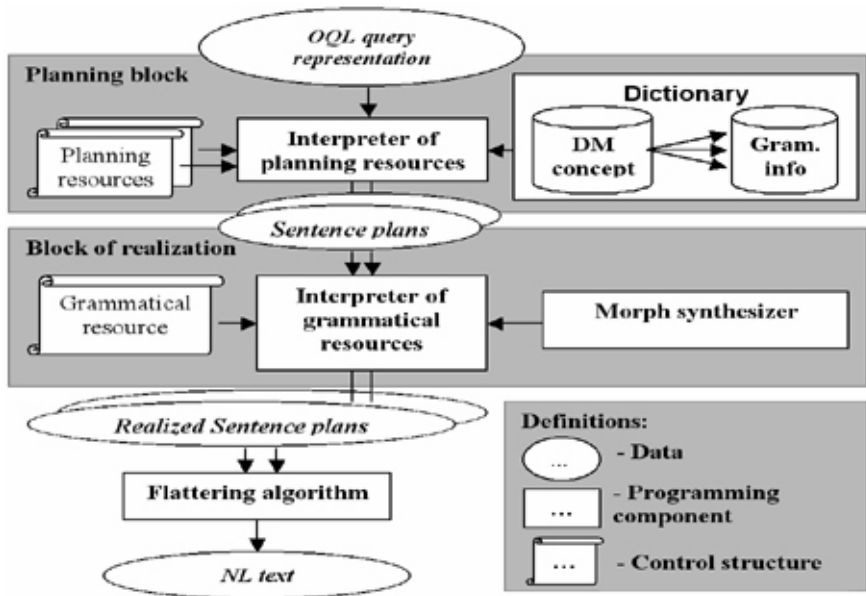 OQL query
representation
Planning block
Dictionary
Planning
resources
Interpreter of
planning resources
DM
concept
Gram.
info
Sentence plans
Block of realization
Grammatical
resource
Interpreter of
grammatical
resources
Morph synthesizer
Realized Sentence plans
Flattering algorithm
NL text
Definitions:
... - Data
... - Programming
component
... - Control structure